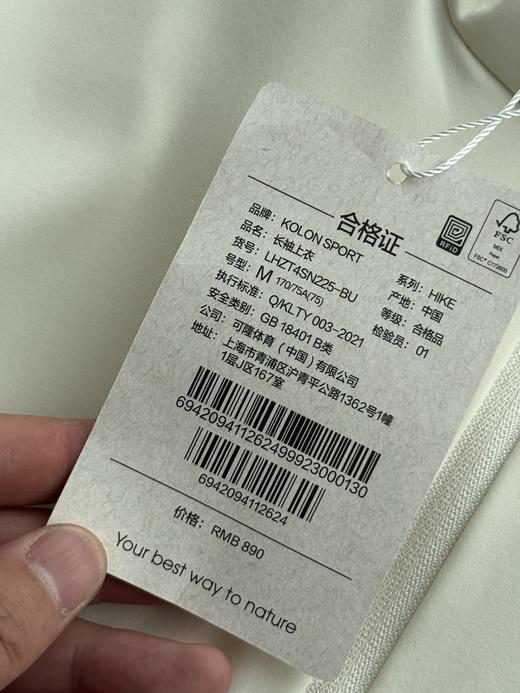 合格证
RFID
FSC
MIX
Paper
FSC® C172800
品牌： KOLON SPORT
品名： 长袖上衣
货号： LHZT4SN225-BU
号型： M 170/75A(75)
执行标准： Q/KLTY 003-2021
安全类别： GB 18401 B类
公司： 可隆体育（中国）有限公司
地址： 上海市青浦区沪青平公路1362号1幢
1层J区167室
系列： HIKE
产地： 中国
等级： 合格品
检验员： 01
694209411262499923000130
6942094112624
价格： RMB 890
Your best way to nature